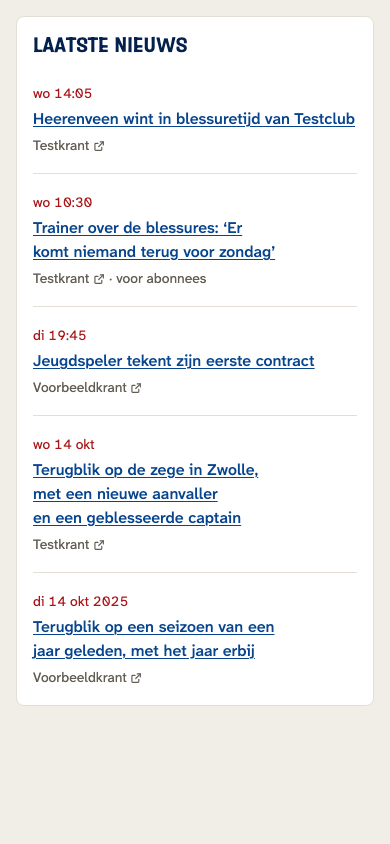 LAATSTE NIEUWS
wo 14:05
Heerenveen wint in blessuretijd van Testclub
Testkrant
wo 10:30
Trainer over de blessures: ‘Er
komt niemand terug voor zondag’
Testkrant · voor abonnees
di 19:45
Jeugdspeler tekent zijn eerste contract
Voorbeeldkrant
wo 14 okt
Terugblik op de zege in Zwolle,
met een nieuwe aanvaller
en een geblesseerde captain
Testkrant
di 14 okt 2025
Terugblik op een seizoen van een
jaar geleden, met het jaar erbij
Voorbeeldkrant